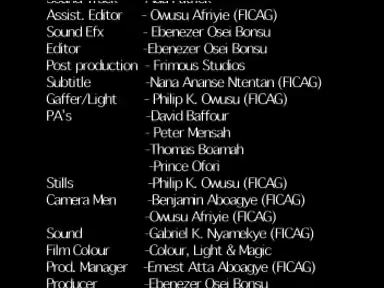 Assist. Editor - Owusu Afriyie (FICAG)
Sound Efx - Ebenezer Osei Bonsu
Editor -Ebenezer Osei Bonsu
Post production - Frimous Studios
Subtitle -Nana Ananse Ntentan (FICAG)
Gaffer/Light - Philip K. Owusu (FICAG)
PA's -David Baffour
- Peter Mensah
-Thomas Boamah
-Prince Ofori
Stills -Philip K. Owusu (FICAG)
Camera Men -Benjamin Aboagye (FICAG)
-Owusu Afriyie (FICAG)
Sound -Gabriel K. Nyamekye (FICAG)
Film Colour -Colour, Light & Magic
Prod. Manager -Ernest Atta Aboagye (FICAG)
Producer -Ebenezer Osei Bonsu